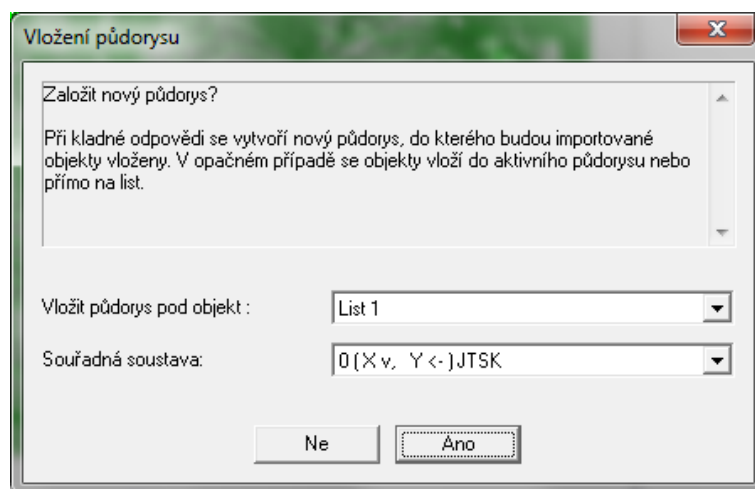 Vložení půdorysu
Založit nový půdorys?
Při kladné odpovědi se vytvoří nový půdorys, do kterého budou importované
objekty vloženy. V opačném případě se objekty vloží do aktivního půdorysu nebo
přímo na list.
Vložit půdorys pod objekt :
List 1
Souřadná soustava:
0 ( X v,   Y <- ) JTSK
Ne
Ano